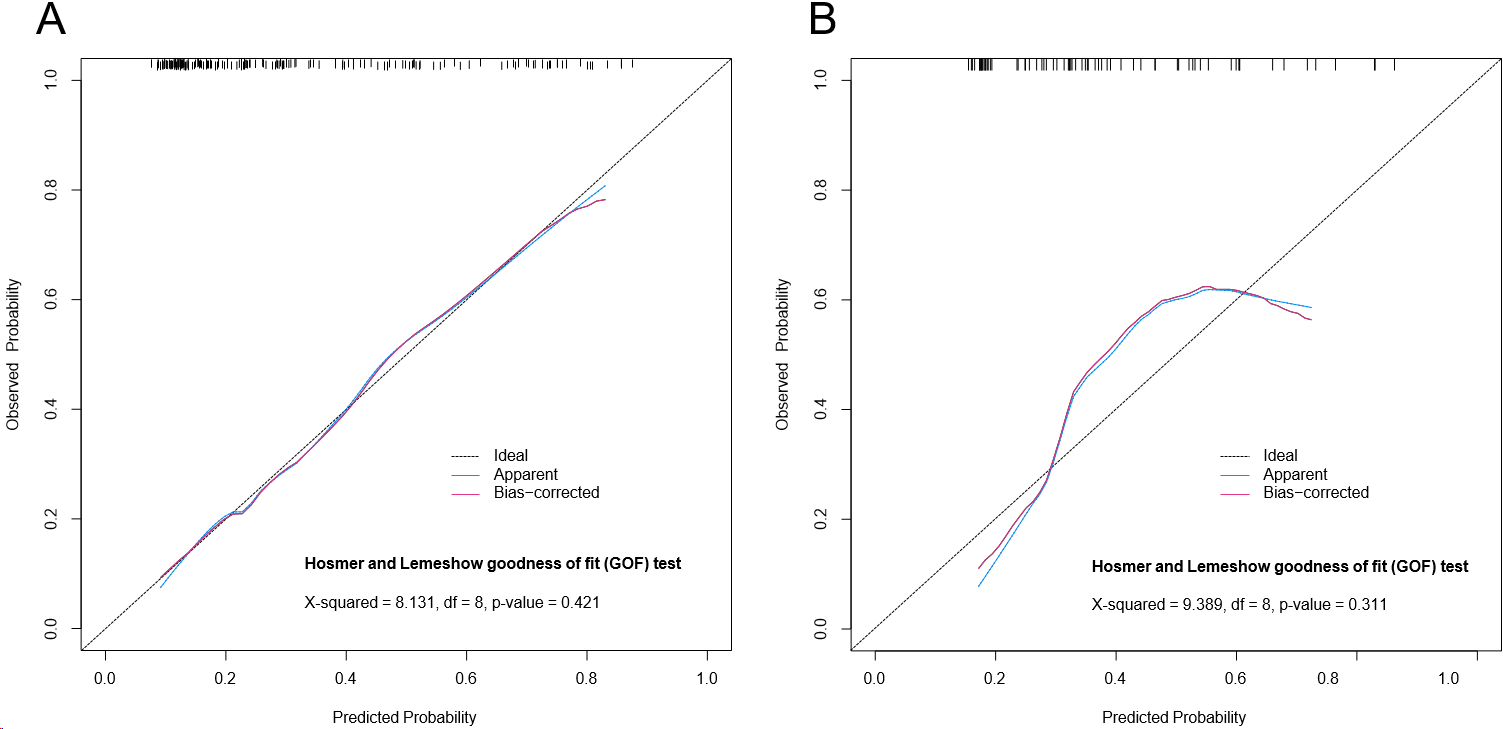 A
Observed Probability
1.0
0.8
0.6
0.4
0.2
0.0
Ideal
Apparent
Bias−corrected
Hosmer and Lemeshow goodness of fit (GOF) test
X-squared = 8.131, df = 8, p-value = 0.421
0.0 0.2 0.4 0.6 0.8 1.0
Predicted Probability
B
Observed Probability
1.0
0.8
0.6
0.4
0.2
0.0
Ideal
Apparent
Bias−corrected
Hosmer and Lemeshow goodness of fit (GOF) test
X-squared = 9.389, df = 8, p-value = 0.311
0.0 0.2 0.4 0.6 0.8 1.0
Predicted Probability